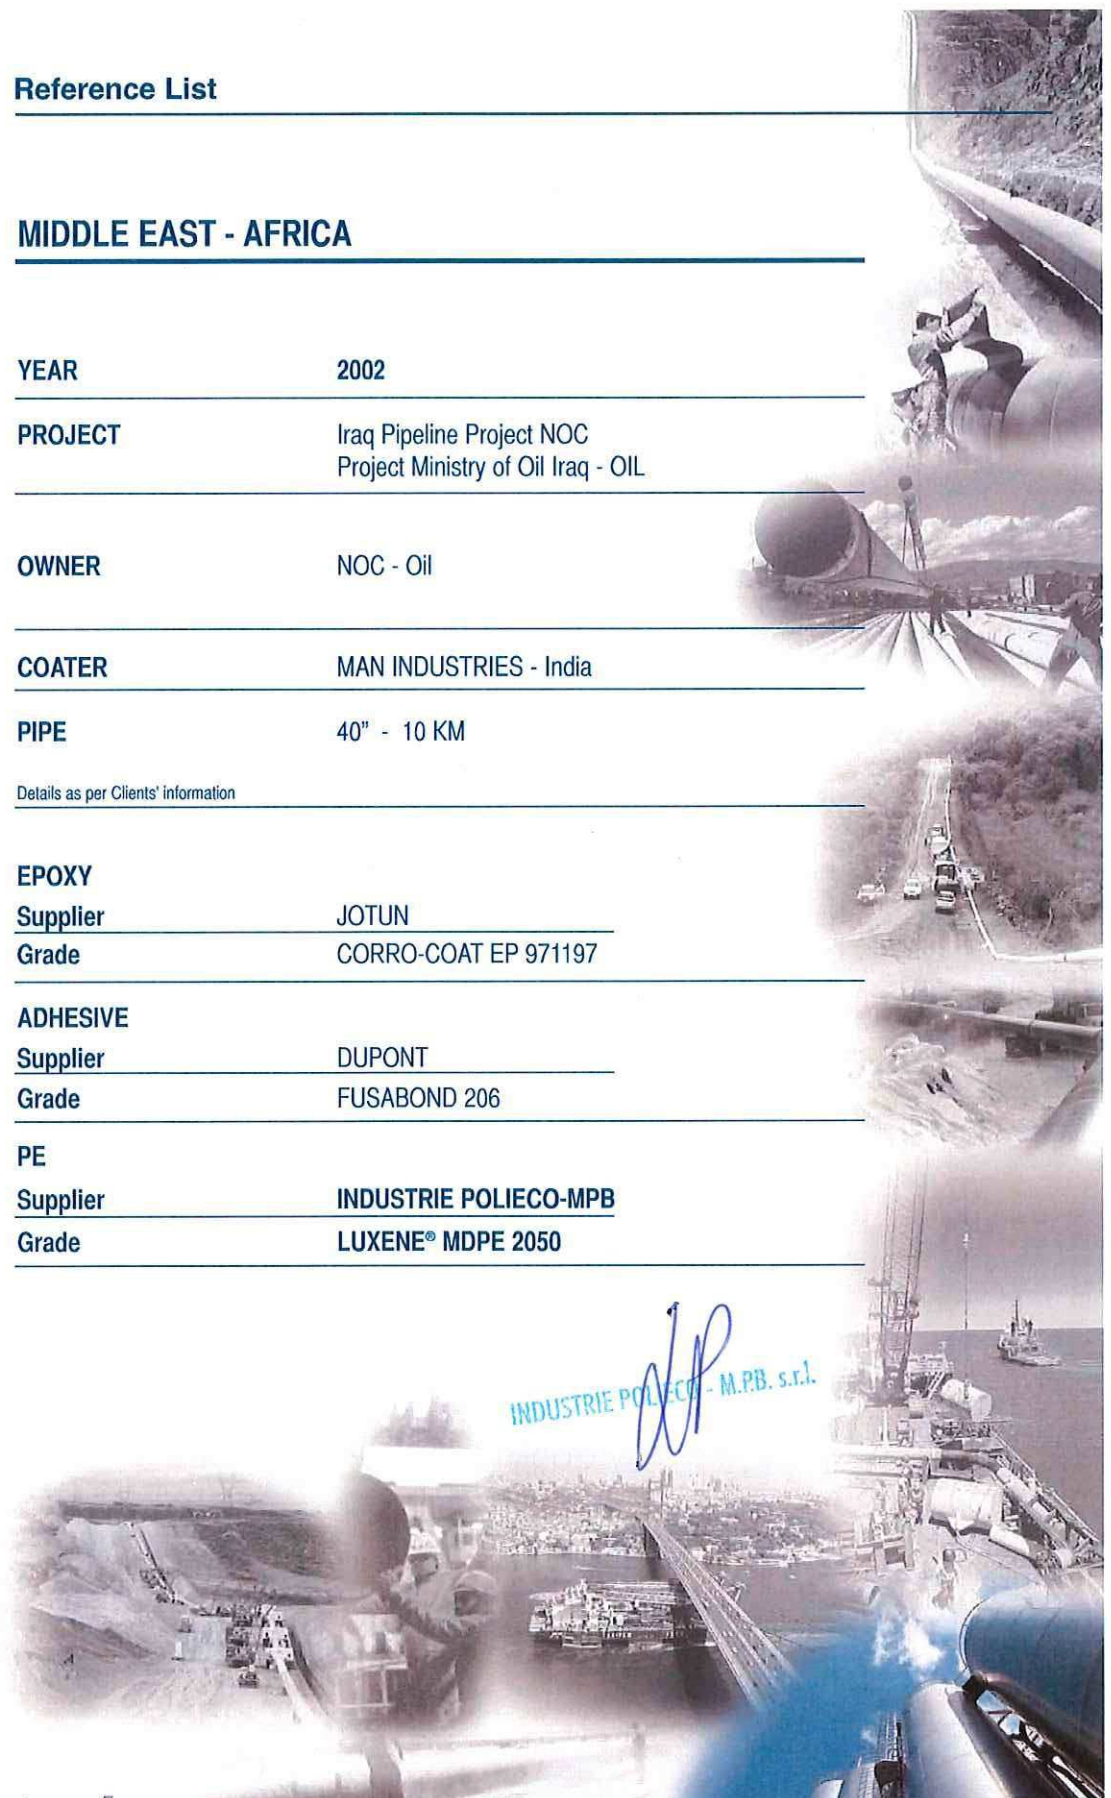 Reference List
MIDDLE EAST - AFRICA
YEAR 2002
PROJECT Iraq Pipeline Project NOC
Project Ministry of Oil Iraq - OIL
OWNER NOC - Oil
COATER MAN INDUSTRIES - India
PIPE 40” - 10 KM
Details as per Clients' information
EPOXY
Supplier JOTUN
Grade CORRO-COAT EP 971197
ADHESIVE
Supplier DUPONT
Grade FUSABOND 206
PE
Supplier INDUSTRIE POLIECO-MPB
Grade LUXENE® MDPE 2050
INDUSTRIE POLIECO - M.P.B. s.r.l.